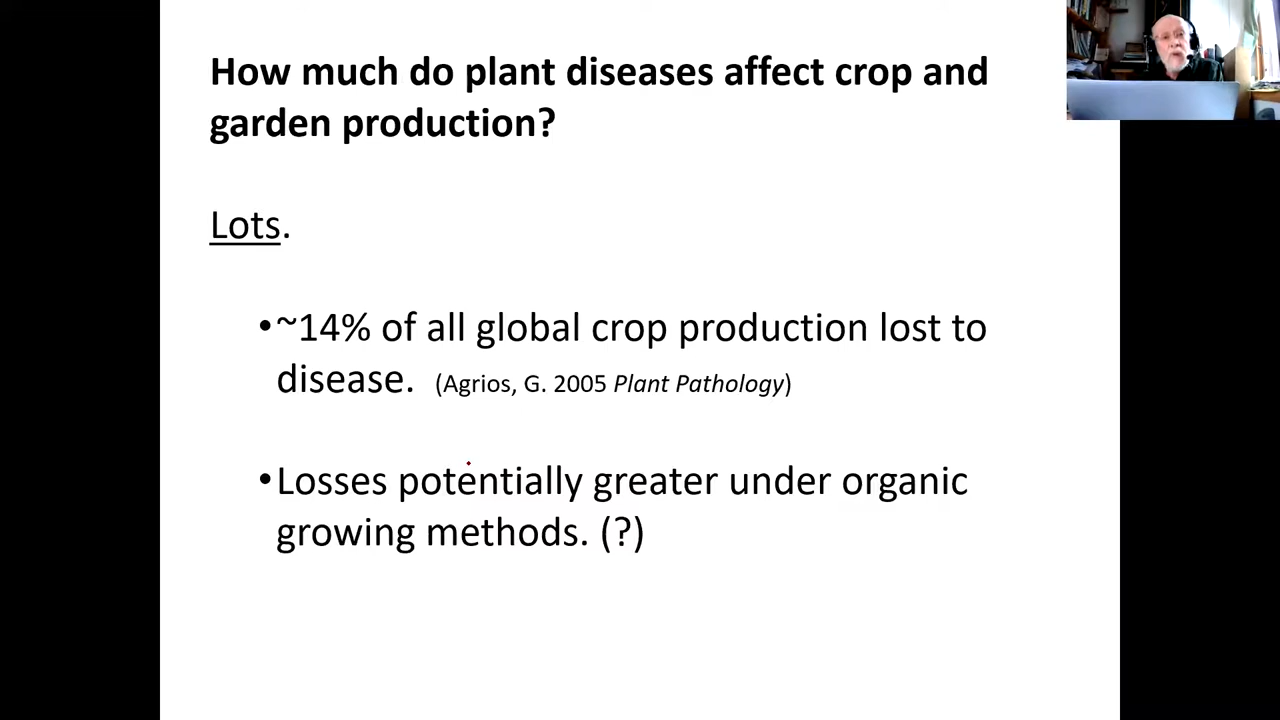 How much do plant diseases affect crop and
garden production?
Lots.
•~14% of all global crop production lost to
disease. (Agrios, G. 2005 Plant Pathology)
•Losses potentially greater under organic
growing methods. (?)